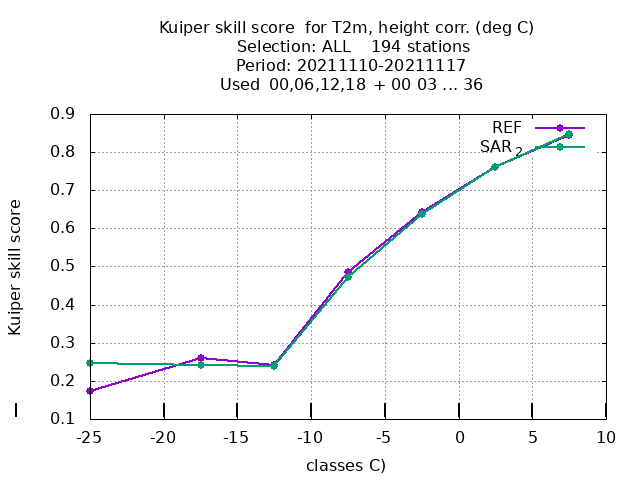 Kuiper skill score for T2m, height corr. (deg C)
Selection: ALL 194 stations
Period: 20211110-20211117
Used 00,06,12,18 + 00 03 ... 36
REF
SAR 2
0.9
0.8
0.7
0.6
0.5
0.4
0.3
0.2
0.1
Kuiper skill score
-25 -20 -15 -10 -5 0 5 10
classes C)